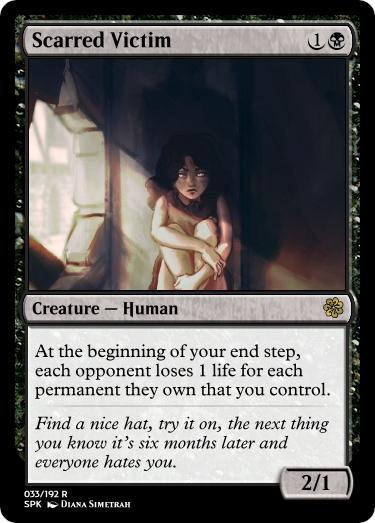 Scarred Victim 1
Creature — Human
At the beginning of your end step,
each opponent loses 1 life for each
permanent they own that you control.
Find a nice hat, try it on, the next thing
you know it's six months later and
everyone hates you.
2/1
033/192 R
SPK Diana Simetrah